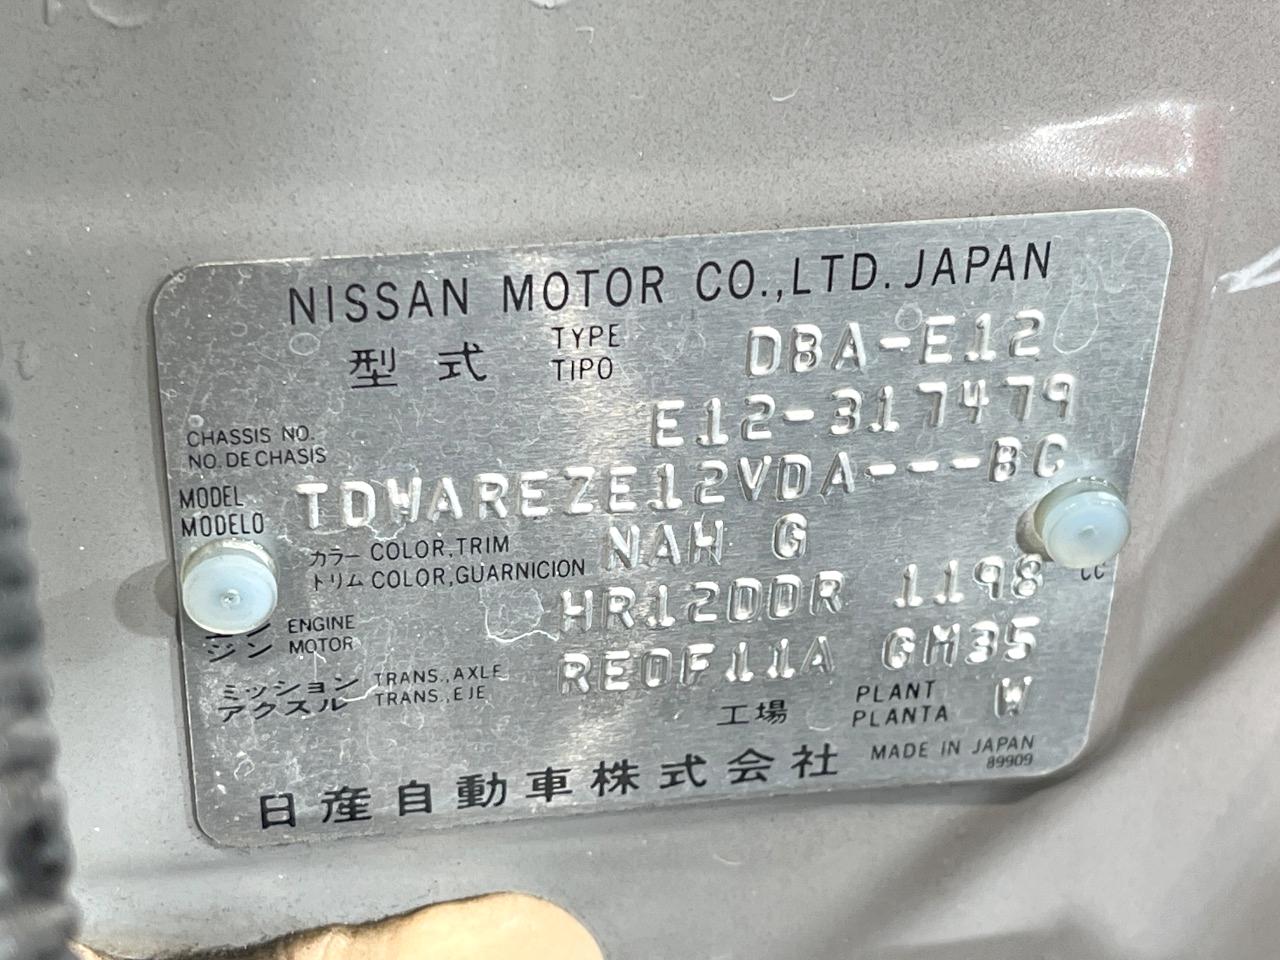 NISSAN MOTOR CO.,LTD. JAPAN
型式 TYPE TIPO DBA-E12
CHASSIS NO. NO. DE CHASIS E12-317479
MODEL MODELO TDWAREZE12VDA---BC
カラー COLOR,TRIM NAH G
トリム COLOR,GUARNICION
ENGINE HR12DDR 1198 CC
ジン MOTOR
ミッション TRANS.,AXLE RE0F11A GM35
アクスル TRANS.,EJE
工場 PLANT PLANTA W
日産自動車株式会社 MADE IN JAPAN
89909